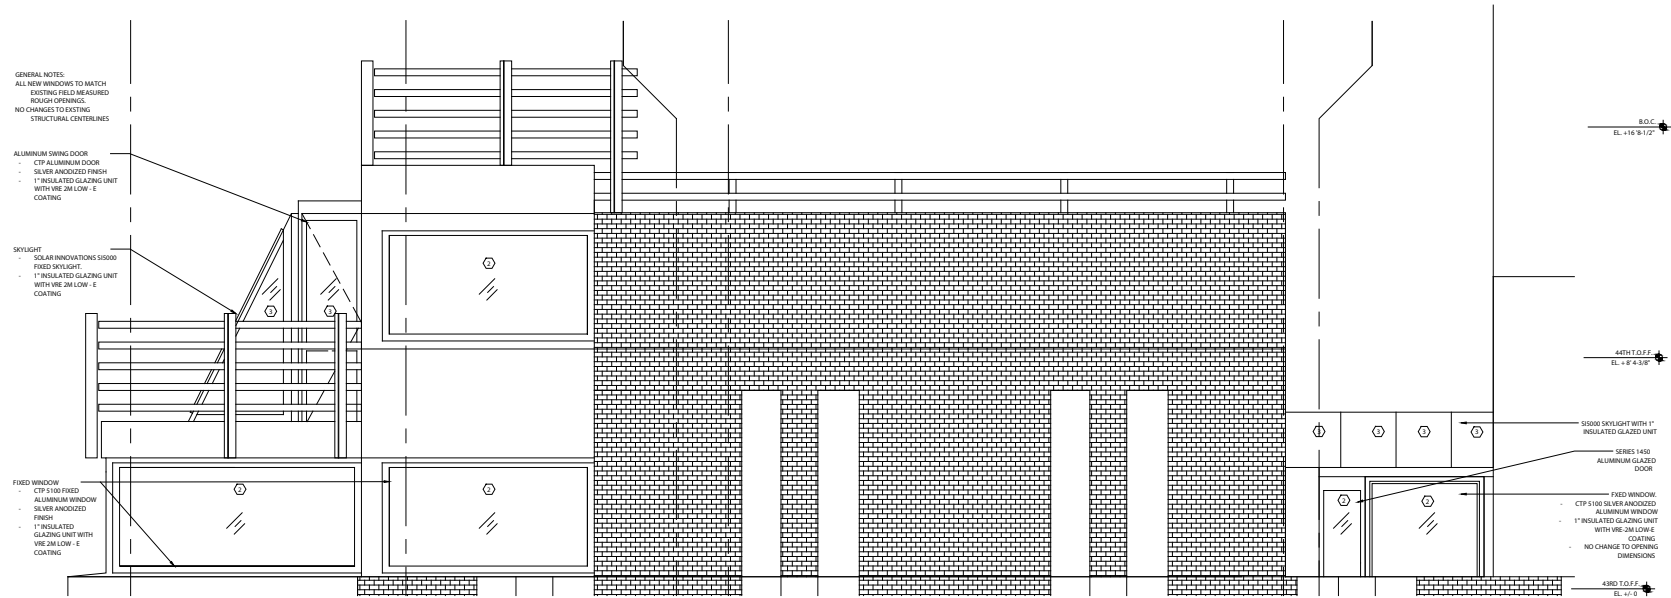 GENERAL NOTES:
ALL NEW WINDOWS TO MATCH
EXISTING FIELD MEASURED
ROUGH OPENINGS.
NO CHANGES TO EXSTING
STRUCTURAL CENTERLINES
ALUMINUM SWING DOOR
- CTP ALUMINUM DOOR
- SILVER ANODIZED FINISH
- 1" INSULATED GLAZING UNIT
WITH VRE 2M LOW - E
COATING
SKYLIGHT
- SOLAR INNOVATIONS SI5000
FIXED SKYLIGHT.
- 1" INSULATED GLAZING UNIT
WITH VRE 2M LOW - E
COATING
FIXED WINDOW
- CTP 5100 FIXED
ALUMINUM WINDOW
- SILVER ANODIZED
FINISH
- 1" INSULATED
GLAZING UNIT WITH
VRE 2M LOW - E
COATING
3
3
2
2
2
3
3
3
3
2
2
B.O.C.
EL. +16 '8-1/2"
44TH T.O.F.F.
EL. + 8' 4-3/8"
SI5000 SKYLIGHT WITH 1"
INSULATED GLAZED UNIT
SERIES 1450
ALUMINUM GLAZED
DOOR
FXED WINDOW.
- CTP 5100 SILVER ANODIZED
ALUMINUM WINDOW
- 1" INSULATED GLAZING UNIT
WITH VRE-2M LOW-E
COATING
- NO CHANGE TO OPENING
DIMENSIONS
43RD T.O.F.F
EL. +/- 0